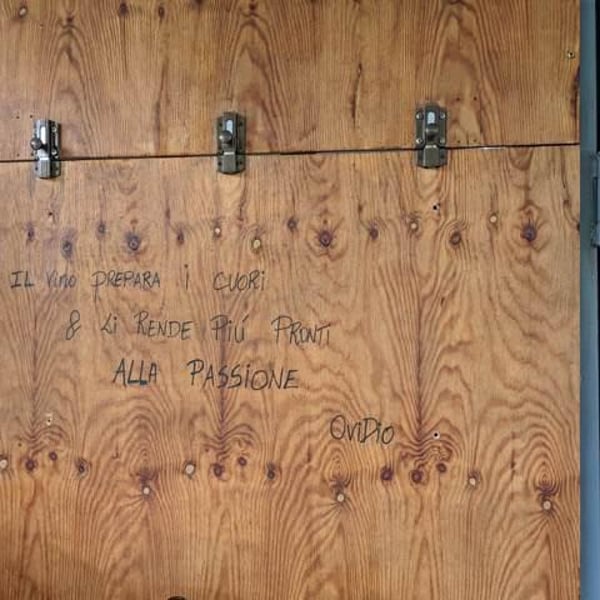 IL Vino PREPARA i CUORi
& Li RENDE PiÚ PRONTi
ALLA PASSiONE
OviDio